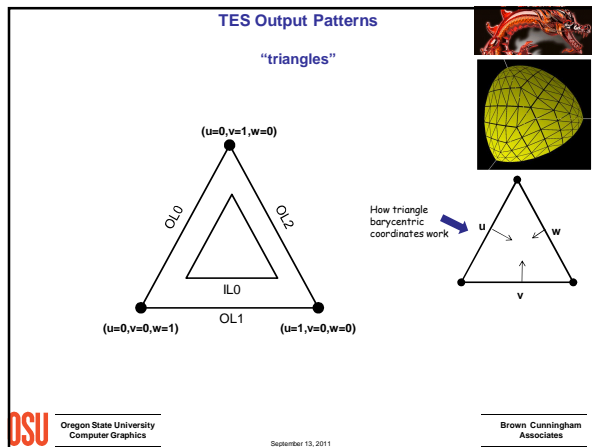 TES Output Patterns
“triangles”
(u=0,v=1,w=0)
OL0
OL2
IL0
OL1
(u=0,v=0,w=1)
(u=1,v=0,w=0)
How triangle
barycentric
coordinates work
u
w
v
OSU
Oregon State University
Computer Graphics
September 13, 2011
Brown Cunningham
Associates